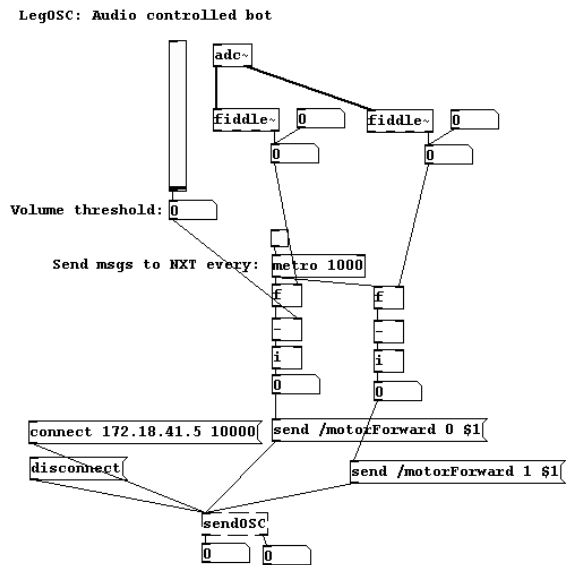 LegOSC: Audio controlled bot
adc~
fiddle~
0
fiddle~
0
0
0
Volume threshold: 0
Send msgs to NXT every: metro 1000
f
f
-
-
i
i
0
0
connect 172.18.41.5 10000
send /motorForward 0 $1
disconnect
send /motorForward 1 $1
sendOSC
0
0